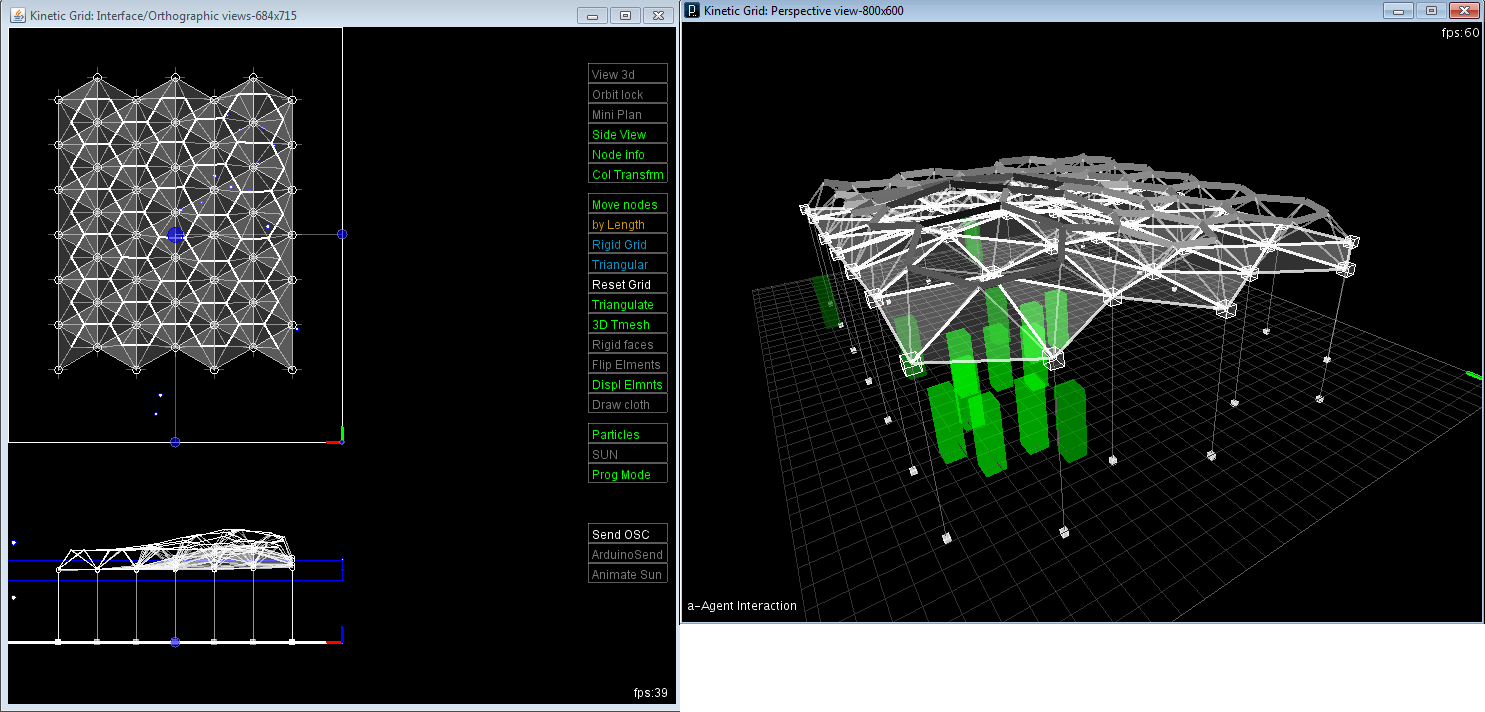 Kinetic Grid: Interface/Orthographic views-684x715
View 3d
Orbit lock
Mini Plan
Side View
Node info
Col Transfrm
Move nodes
by Length
Rigid Grid
Triangular
Reset Grid
Triangulate
3D Tmesh
Rigid faces
Flip Elments
Displ Elmnts
Draw cloth
Particles
SUN
Prog Mode
Send OSC
ArduinoSend
Animate Sun
fps:39
Kinetic Grid: Perspective view-800x600
fps:60
a-Agent Interaction